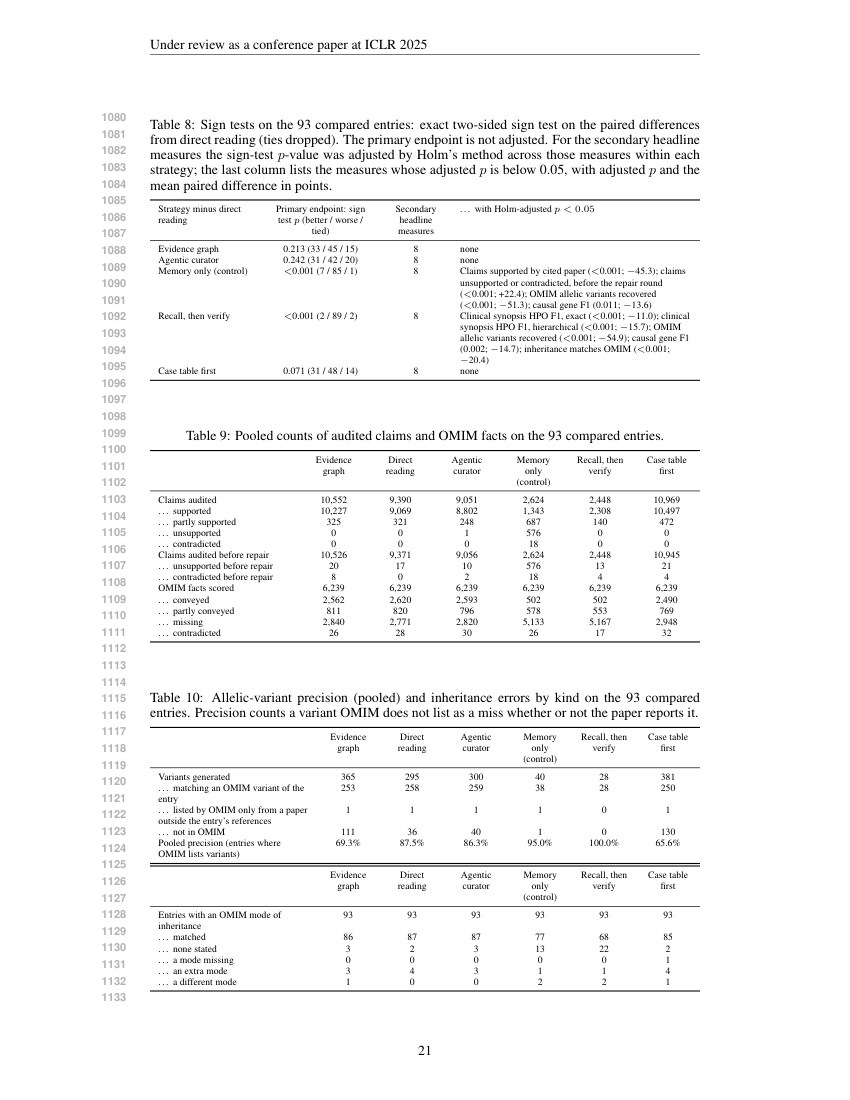 Under review as a conference paper at ICLR 2025
1080
1081
1082
1083
1084
1085
1086
1087
1088
1089
1090
1091
1092
1093
1094
1095
1096
1097
1098
1099
1100
1101
1102
1103
1104
1105
1106
1107
1108
1109
1110
1111
1112
1113
1114
1115
1116
1117
1118
1119
1120
1121
1122
1123
1124
1125
1126
1127
1128
1129
1130
1131
1132
1133
Table 8: Sign tests on the 93 compared entries: exact two-sided sign test on the paired differences
from direct reading (ties dropped). The primary endpoint is not adjusted. For the secondary headline
measures the sign-test p-value was adjusted by Holm's method across those measures within each
strategy; the last column lists the measures whose adjusted p is below 0.05, with adjusted p and the
mean paired difference in points.
Strategy minus direct reading | Primary endpoint: sign test p (better / worse / tied) | Secondary headline measures | … with Holm-adjusted p < 0.05
Evidence graph 0.213 (33 / 45 / 15) 8 none
Agentic curator 0.242 (31 / 42 / 20) 8 none
Memory only (control) <0.001 (7 / 85 / 1) 8 Claims supported by cited paper (<0.001; −45.3); claims
unsupported or contradicted, before the repair round
(<0.001; +22.4); OMIM allelic variants recovered
(<0.001; −51.3); causal gene F1 (0.011; −13.6)
Recall, then verify <0.001 (2 / 89 / 2) 8 Clinical synopsis HPO F1, exact (<0.001; −11.0); clinical
synopsis HPO F1, hierarchical (<0.001; −15.7); OMIM
allelic variants recovered (<0.001; −54.9); causal gene F1
(0.002; −14.7); inheritance matches OMIM (<0.001;
−20.4)
Case table first 0.071 (31 / 48 / 14) 8 none
Table 9: Pooled counts of audited claims and OMIM facts on the 93 compared entries.
Evidence graph | Direct reading | Agentic curator | Memory only (control) | Recall, then verify | Case table first
Claims audited 10,552 9,390 9,051 2,624 2,448 10,969
… supported 10,227 9,069 8,802 1,343 2,308 10,497
… partly supported 325 321 248 687 140 472
… unsupported 0 0 1 576 0 0
… contradicted 0 0 0 18 0 0
Claims audited before repair 10,526 9,371 9,056 2,624 2,448 10,945
… unsupported before repair 20 17 10 576 13 21
… contradicted before repair 8 0 2 18 4 4
OMIM facts scored 6,239 6,239 6,239 6,239 6,239 6,239
… conveyed 2,562 2,620 2,593 502 502 2,490
… partly conveyed 811 820 796 578 553 769
… missing 2,840 2,771 2,820 5,133 5,167 2,948
… contradicted 26 28 30 26 17 32
Table 10: Allelic-variant precision (pooled) and inheritance errors by kind on the 93 compared
entries. Precision counts a variant OMIM does not list as a miss whether or not the paper reports it.
Evidence graph | Direct reading | Agentic curator | Memory only (control) | Recall, then verify | Case table first
Variants generated 365 295 300 40 28 381
… matching an OMIM variant of the 253 258 259 38 28 250
entry
… listed by OMIM only from a paper 1 1 1 1 0 1
outside the entry's references
… not in OMIM 111 36 40 1 0 130
Pooled precision (entries where 69.3% 87.5% 86.3% 95.0% 100.0% 65.6%
OMIM lists variants)
Evidence graph | Direct reading | Agentic curator | Memory only (control) | Recall, then verify | Case table first
Entries with an OMIM mode of 93 93 93 93 93 93
inheritance
… matched 86 87 87 77 68 85
… none stated 3 2 3 13 22 2
… a mode missing 0 0 0 0 0 1
… an extra mode 3 4 3 1 1 4
… a different mode 1 0 0 2 2 1
21